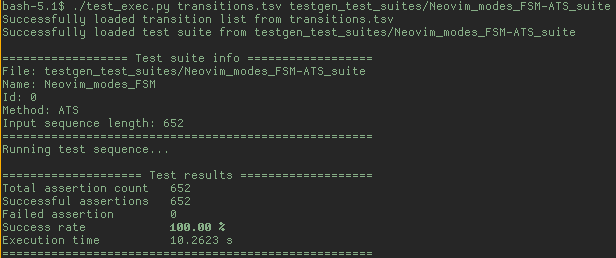 bash-5.1$ ./test_exec.py transitions.tsv testgen_test_suites/Neovim_modes_FSM-ATS_suite
Successfully loaded transition list from transitions.tsv
Successfully loaded test suite from testgen_test_suites/Neovim_modes_FSM-ATS_suite
================== Test suite info ===================
File: testgen_test_suites/Neovim_modes_FSM-ATS_suite
Name: Neovim_modes_FSM
Id: 0
Method: ATS
Input sequence length: 652
======================================================
Running test sequence...
==================== Test results ====================
Total assertion count 652
Successful assertions 652
Failed assertion 0
Success rate 100.00 %
Execution time 10.2623 s
======================================================